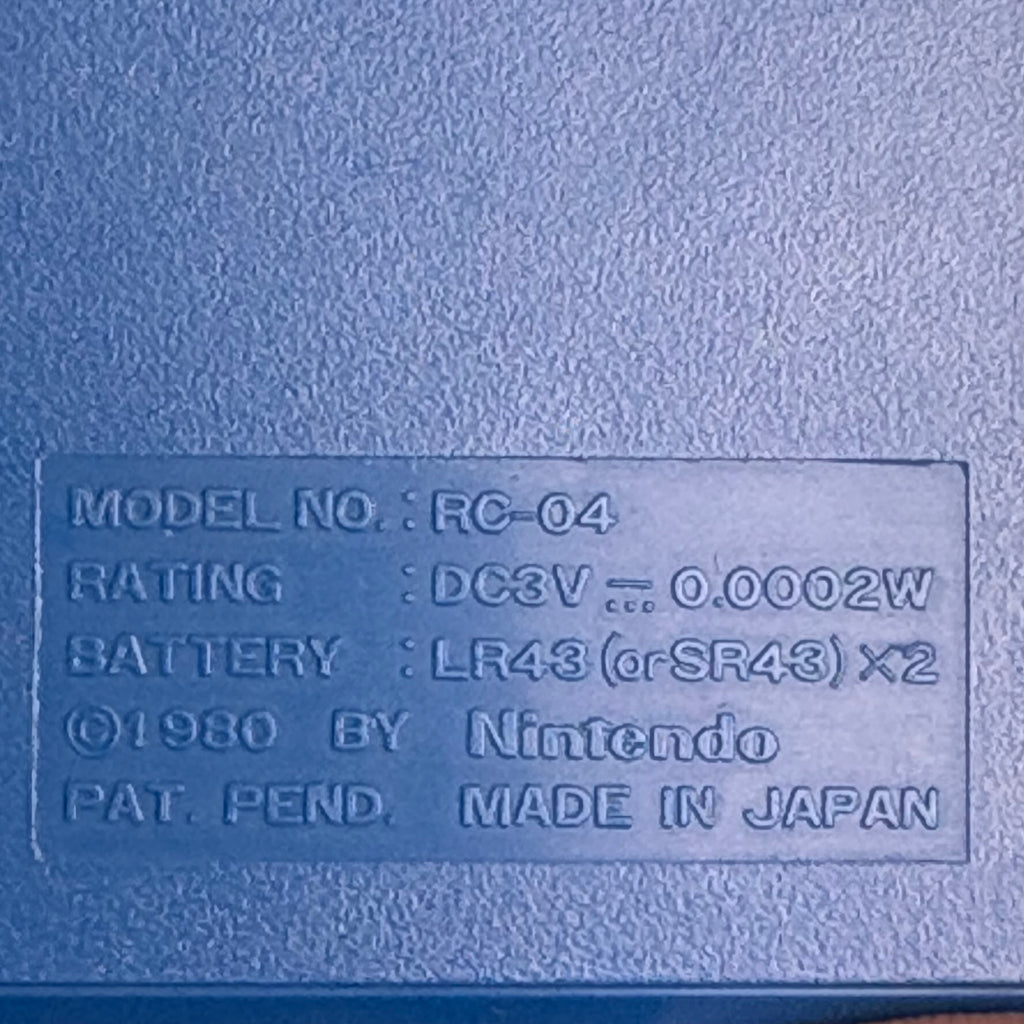 MODEL NO. : RC-04
RATING : DC3V ⎓ 0.0002W
BATTERY : LR43 (or SR43) X2
©1980 BY Nintendo
PAT. PEND. MADE IN JAPAN